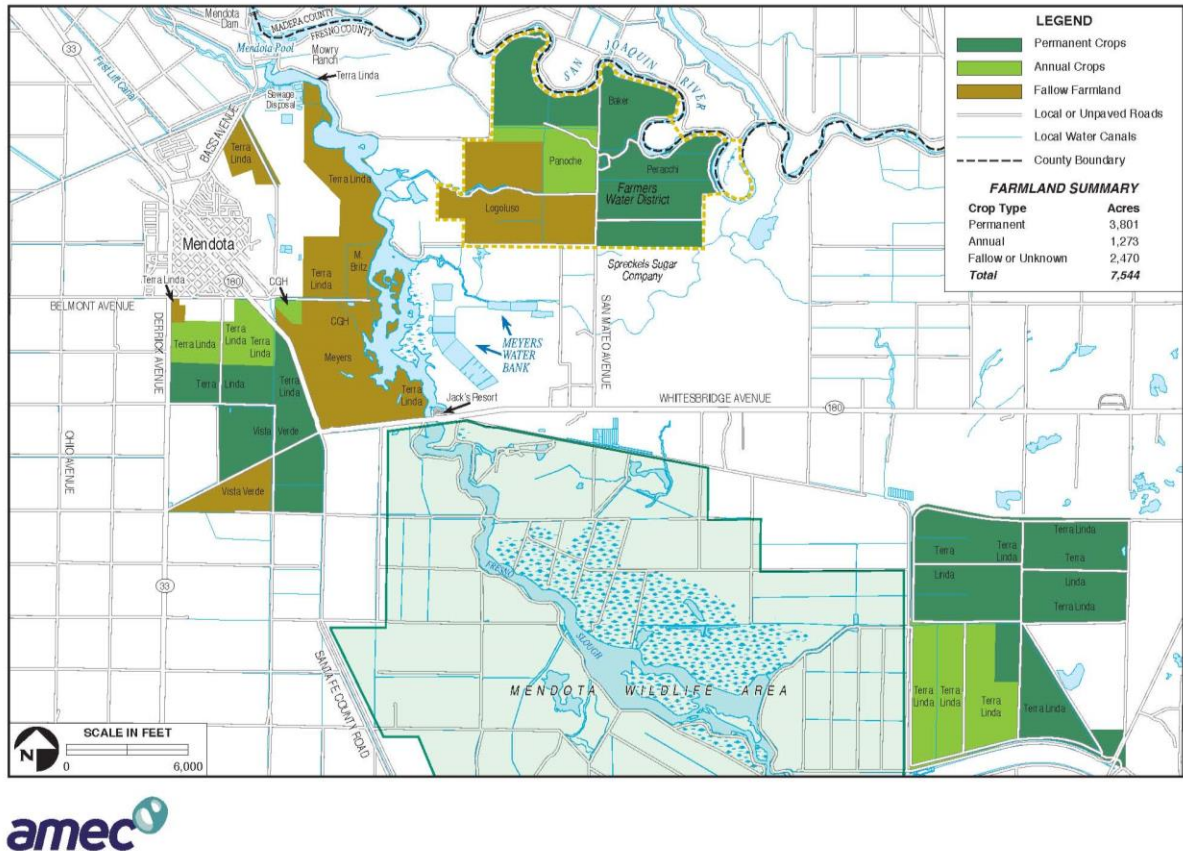 Mendota
Dam
MADERA COUNTY
FRESNO COUNTY
33
Mendota Pool
Mowry
Ranch
First Lift Canal
Terra Linda
Sewage
Disposal
BASS AVENUE
Terra
Linda
Terra Linda
SAN JOAQUIN RIVER
Baker
Panoche
Peracchi
Farmers
Water District
Logoluso
Mendota
M.
Britz
Spreckels Sugar
Company
180
CGH
Terra Linda
Terra
Linda
BELMONT AVENUE
DERRICK AVENUE
CGH
MEYERS
WATER
BANK
SAN MATEO AVENUE
Terra Linda
Terra
Linda
Terra
Linda
Meyers
Terra Linda
Terra
Linda
Terra
Linda
Jack's Resort
WHITESBRIDGE AVENUE
180
CHIO AVENUE
Vista Verde
Vista Verde
33
FRESNO
SLOUGH
MENDOTA WILDLIFE AREA
SANTA FE COUNTY ROAD
Terra Linda
Terra
Linda
Terra
Linda
Terra
Linda
Terra Linda
Terra
Linda
Terra
Linda
Terra
Linda
Terra Linda
LEGEND
Permanent Crops
Annual Crops
Fallow Farmland
Local or Unpaved Roads
Local Water Canals
County Boundary
FARMLAND SUMMARY
Crop Type Acres
Permanent 3,801
Annual 1,273
Fallow or Unknown 2,470
Total 7,544
N
SCALE IN FEET
0 6,000
amec